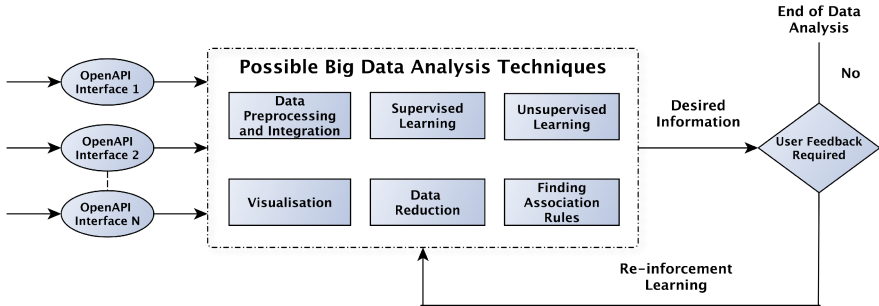 End of Data
Analysis
Possible Big Data Analysis Techniques
OpenAPI
Interface 1
Data
Preprocessing
and Integration
Supervised
Learning
Unsupervised
Learning
No
Desired
Information
OpenAPI
Interface 2
User Feedback
Required
OpenAPI
Interface N
Visualisation
Data
Reduction
Finding
Association
Rules
Re-inforcement
Learning